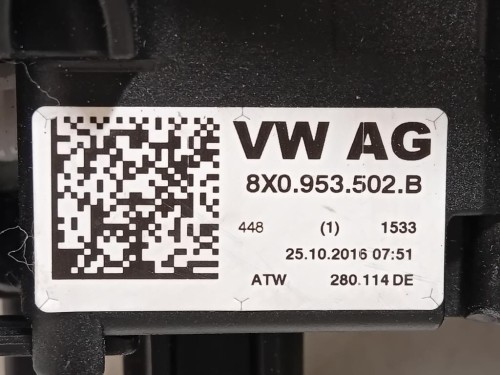 VW AG
8X0.953.502.B
448 (1) 1533
25.10.2016 07:51
ATW 280.114 DE